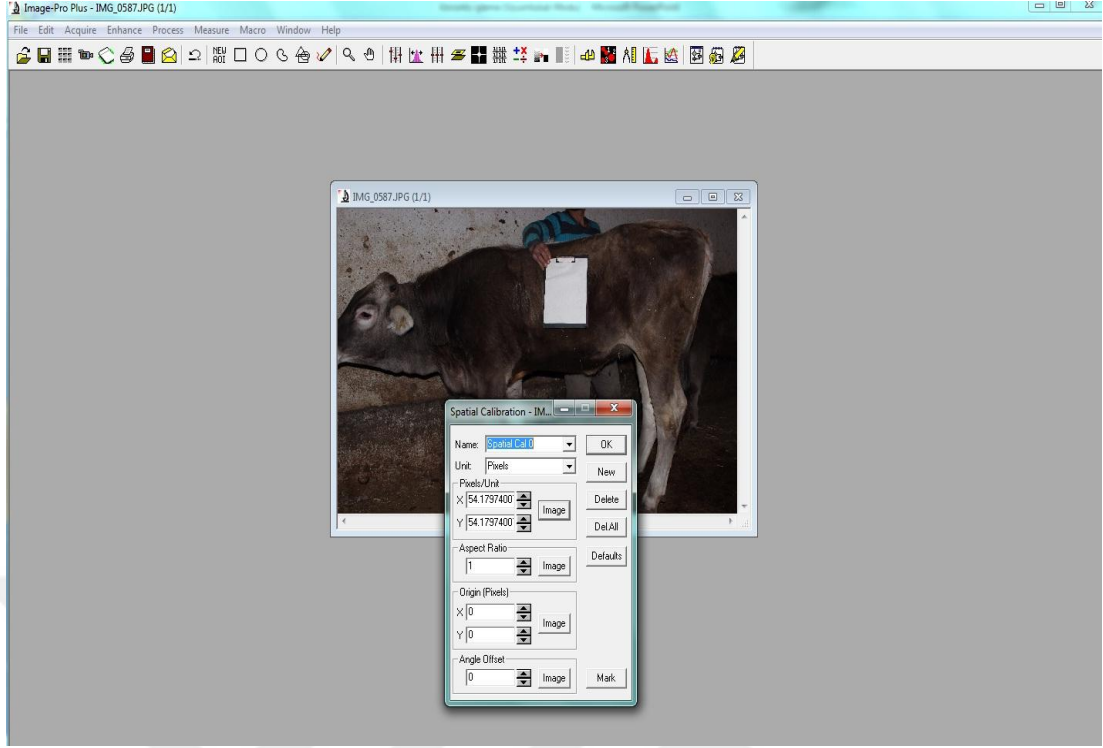 Image-Pro Plus - IMG_0587.JPG (1/1)
File Edit Acquire Enhance Process Measure Macro Window Help
NEW
AOI
IMG_0587.JPG (1/1)
Spatial Calibration - IM...
Name: Spatial Cal 0
OK
Unit: Pixels
New
Pixels/Unit
X 54.1797400
Image
Delete
Y 54.1797400
Del.All
Aspect Ratio
Defaults
1
Image
Origin (Pixels)
X 0
Image
Y 0
Angle Offset
0
Image
Mark